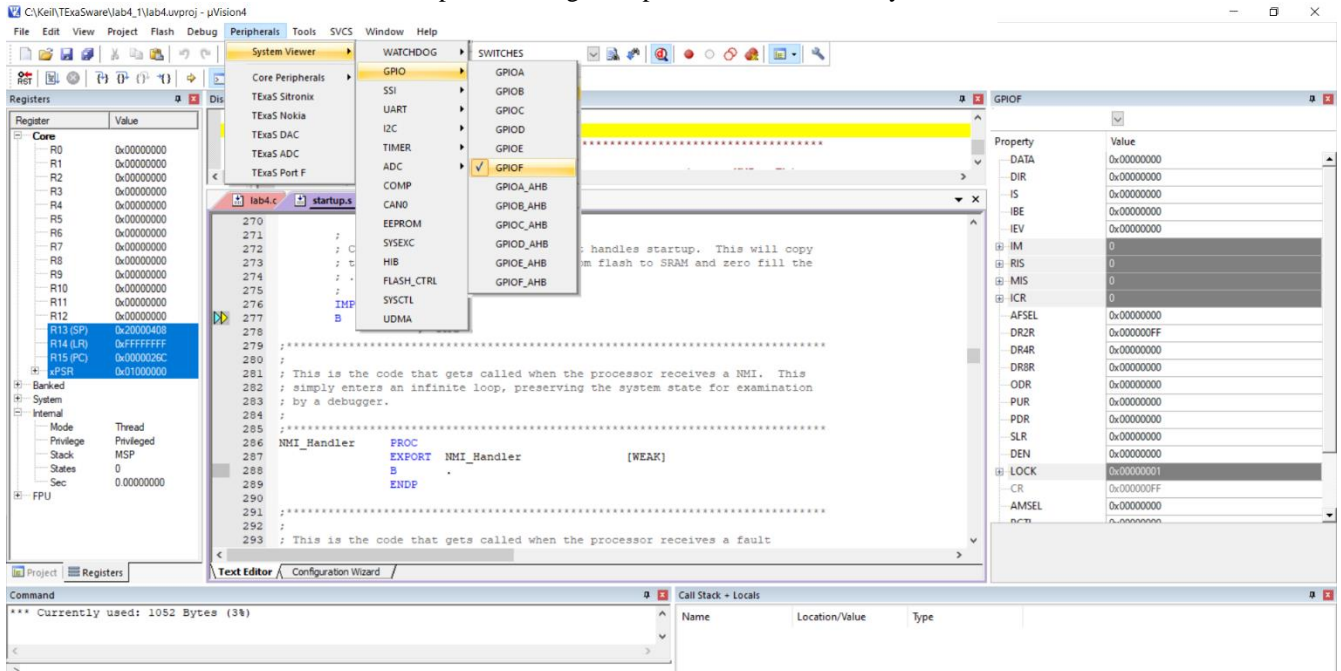 C:\Keil\TExaSware\lab4_1\lab4.uvproj - µVision4
File Edit View Project Flash Debug Peripherals Tools SVCS Window Help
System Viewer
Core Peripherals
TExaS Sitronix
TExaS Nokia
TExaS DAC
TExaS ADC
TExaS Port F
WATCHDOG
GPIO
SSI
UART
I2C
TIMER
ADC
COMP
CAN0
EEPROM
SYSEXC
HIB
FLASH_CTRL
SYSCTL
UDMA
SWITCHES
GPIOA
GPIOB
GPIOC
GPIOD
GPIOE
GPIOF
GPIOA_AHB
GPIOB_AHB
GPIOC_AHB
GPIOD_AHB
GPIOE_AHB
GPIOF_AHB
Registers
Register Value
Core
R0 0x00000000
R1 0x00000000
R2 0x00000000
R3 0x00000000
R4 0x00000000
R5 0x00000000
R6 0x00000000
R7 0x00000000
R8 0x00000000
R9 0x00000000
R10 0x00000000
R11 0x00000000
R12 0x00000000
R13 (SP) 0x20000408
R14 (LR) 0xFFFFFFFF
R15 (PC) 0x0000026C
xPSR 0x01000000
Banked
System
Internal
Mode Thread
Privilege Privileged
Stack MSP
States 0
Sec 0.00000000
FPU
Project Registers
Dis
lab4.c startup.s
270
271 ;
272 ; C t handles startup. This will copy
273 ; t om flash to SRAM and zero fill the
274 ; .
275 ;
276 IMP
277 B
278
279 ;******************************************************************************
280 ;
281 ; This is the code that gets called when the processor receives a NMI. This
282 ; simply enters an infinite loop, preserving the system state for examination
283 ; by a debugger.
284 ;
285 ;******************************************************************************
286 NMI_Handler PROC
287 EXPORT NMI_Handler [WEAK]
288 B .
289 ENDP
290
291 ;******************************************************************************
292 ;
293 ; This is the code that gets called when the processor receives a fault
Text Editor Configuration Wizard
GPIOF
Property Value
DATA 0x00000000
DIR 0x00000000
IS 0x00000000
IBE 0x00000000
IEV 0x00000000
IM 0
RIS 0
MIS 0
ICR 0
AFSEL 0x00000000
DR2R 0x000000FF
DR4R 0x00000000
DR8R 0x00000000
ODR 0x00000000
PUR 0x00000000
PDR 0x00000000
SLR 0x00000000
DEN 0x00000000
LOCK 0x00000001
CR 0x000000FF
AMSEL 0x00000000
Command
*** Currently used: 1052 Bytes (3%)
>
Call Stack + Locals
Name Location/Value Type